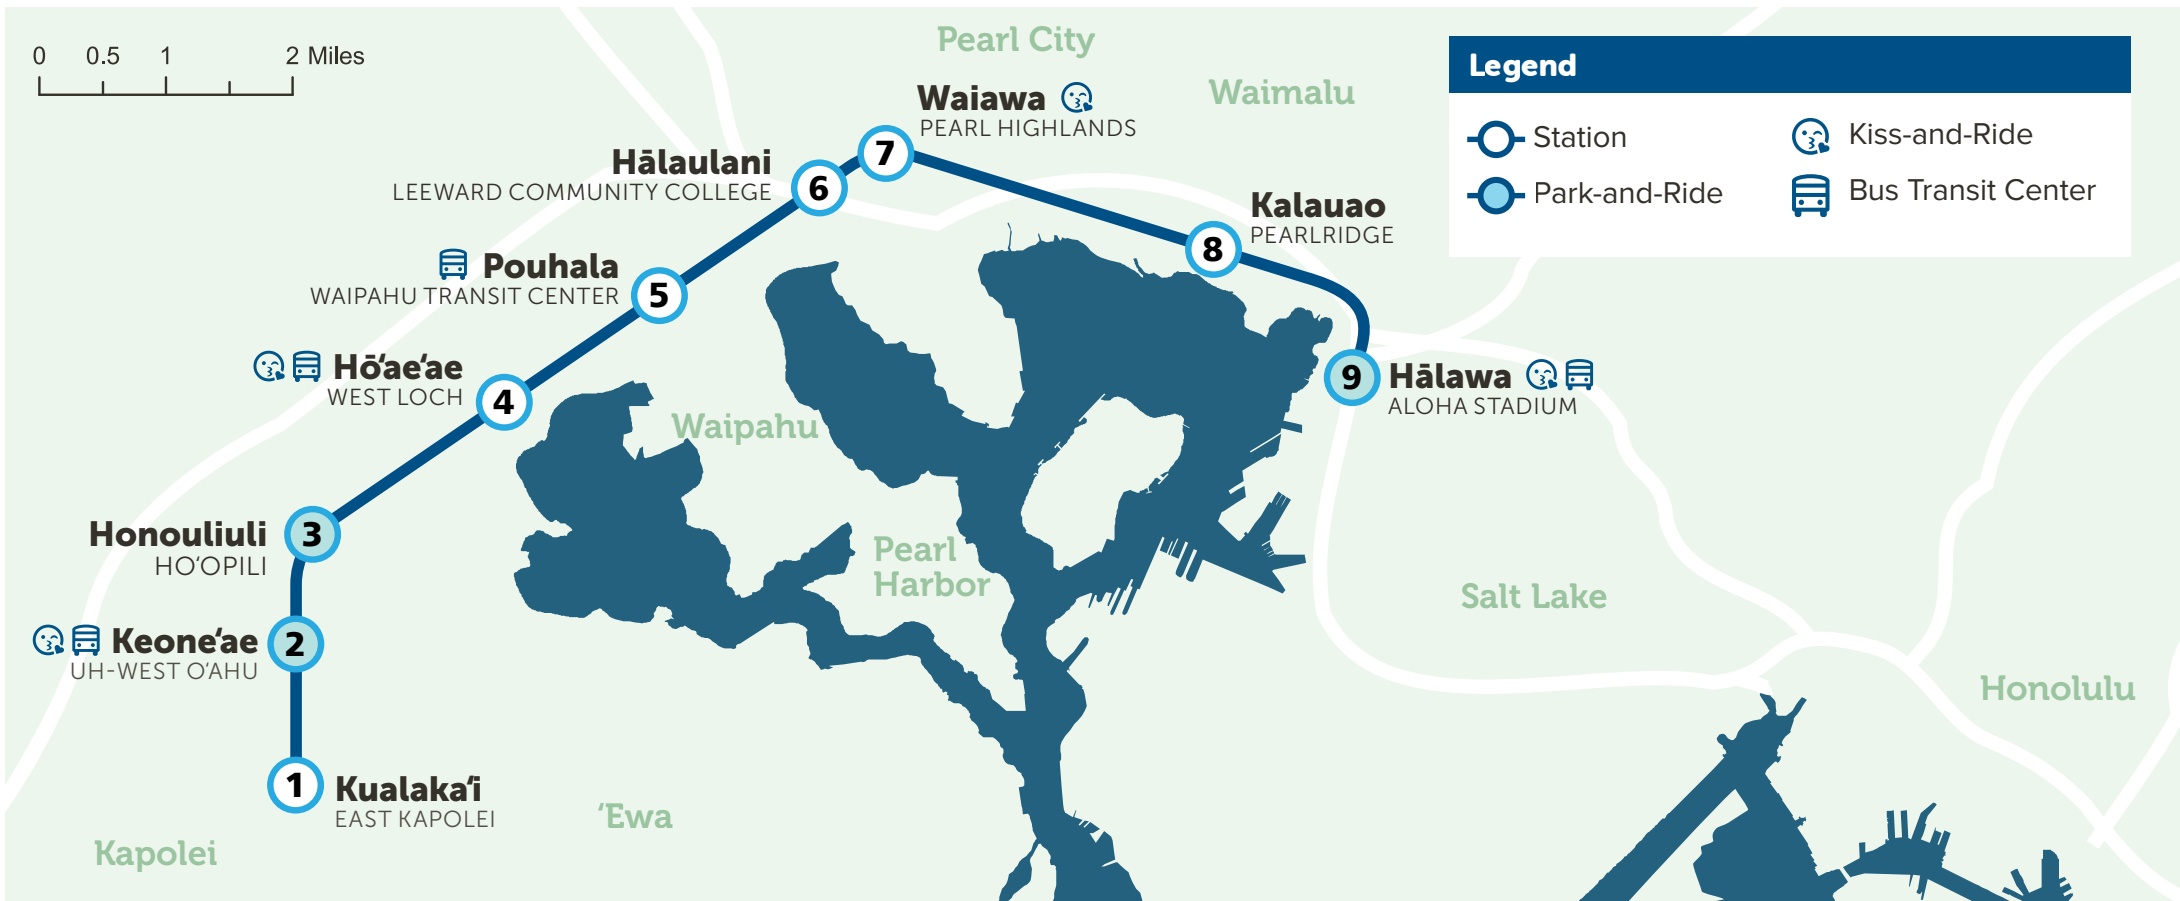 0 0.5 1 2 Miles
Pearl City
Waimalu
Legend
Station
Kiss-and-Ride
Park-and-Ride
Bus Transit Center
Waiawa
PEARL HIGHLANDS
7
Hālaulani
LEEWARD COMMUNITY COLLEGE
6
Kalauao
PEARLRIDGE
8
Pouhala
WAIPAHU TRANSIT CENTER
5
Hōʻaeʻae
WEST LOCH
4
9
Hālawa
ALOHA STADIUM
Waipahu
Honouliuli
HOʻOPILI
3
Pearl
Harbor
Salt Lake
Keoneʻae
UH-WEST OʻAHU
2
Honolulu
1
Kualakaʻi
EAST KAPOLEI
ʻEwa
Kapolei